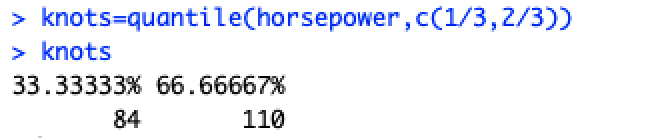 > knots=quantile(horsepower,c(1/3,2/3))
> knots
33.33333% 66.66667%
84 110